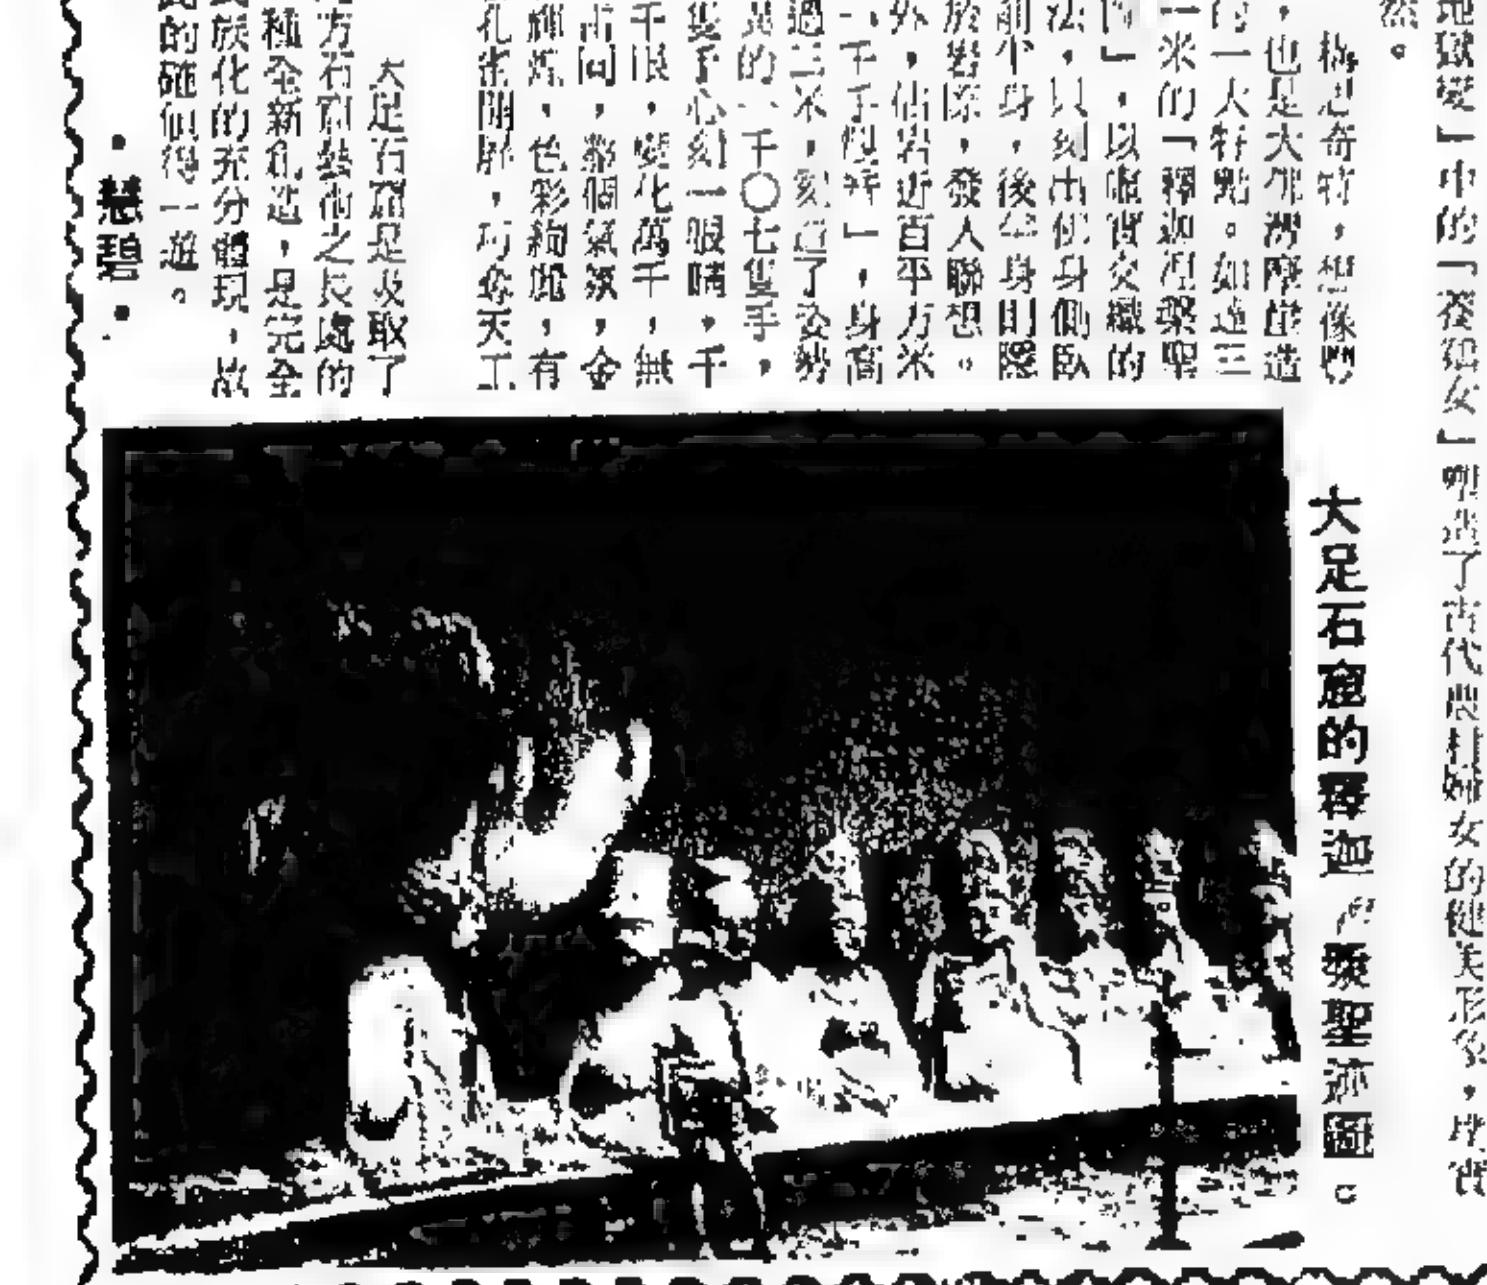 地獄變」中的「養雞女」塑造了古代農村婦女的健美形象，
然。
構思奇特，想像豐
，也是大佛灣摩崖造
的一大特點。如達三
一米的「釋迦涅槃聖
」，以虛實交織的
法，只刻出側身側臥
前半身，後半身則隱
於岩際，發人聯想。
外，佔岩近百平方米
「千手觀音」，身高
過三米，刻造了姿勢
異的一千〇七隻手，
隻手心刻一眼睛，千
千眼，變化萬千，無
雷同，整個氣氛，金
輝煌，色彩絢爛，有
孔雀開屏，巧奪天工
大足石窟是吸取了
方石窟藝術之長處的
種全新創造，是完全
族化的充分體現，故
的確值得一遊。
·慧碧·
大足石窟的釋迦涅槃聖迹圖。